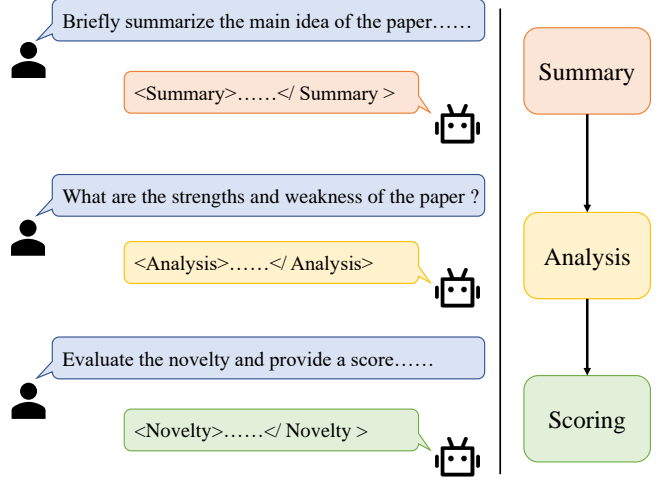 Briefly summarize the main idea of the paper……
Summary
<Summary>……</ Summary >
What are the strengths and weakness of the paper ?
Analysis
<Analysis>……</ Analysis>
Evaluate the novelty and provide a score……
Scoring
<Novelty>……</ Novelty >